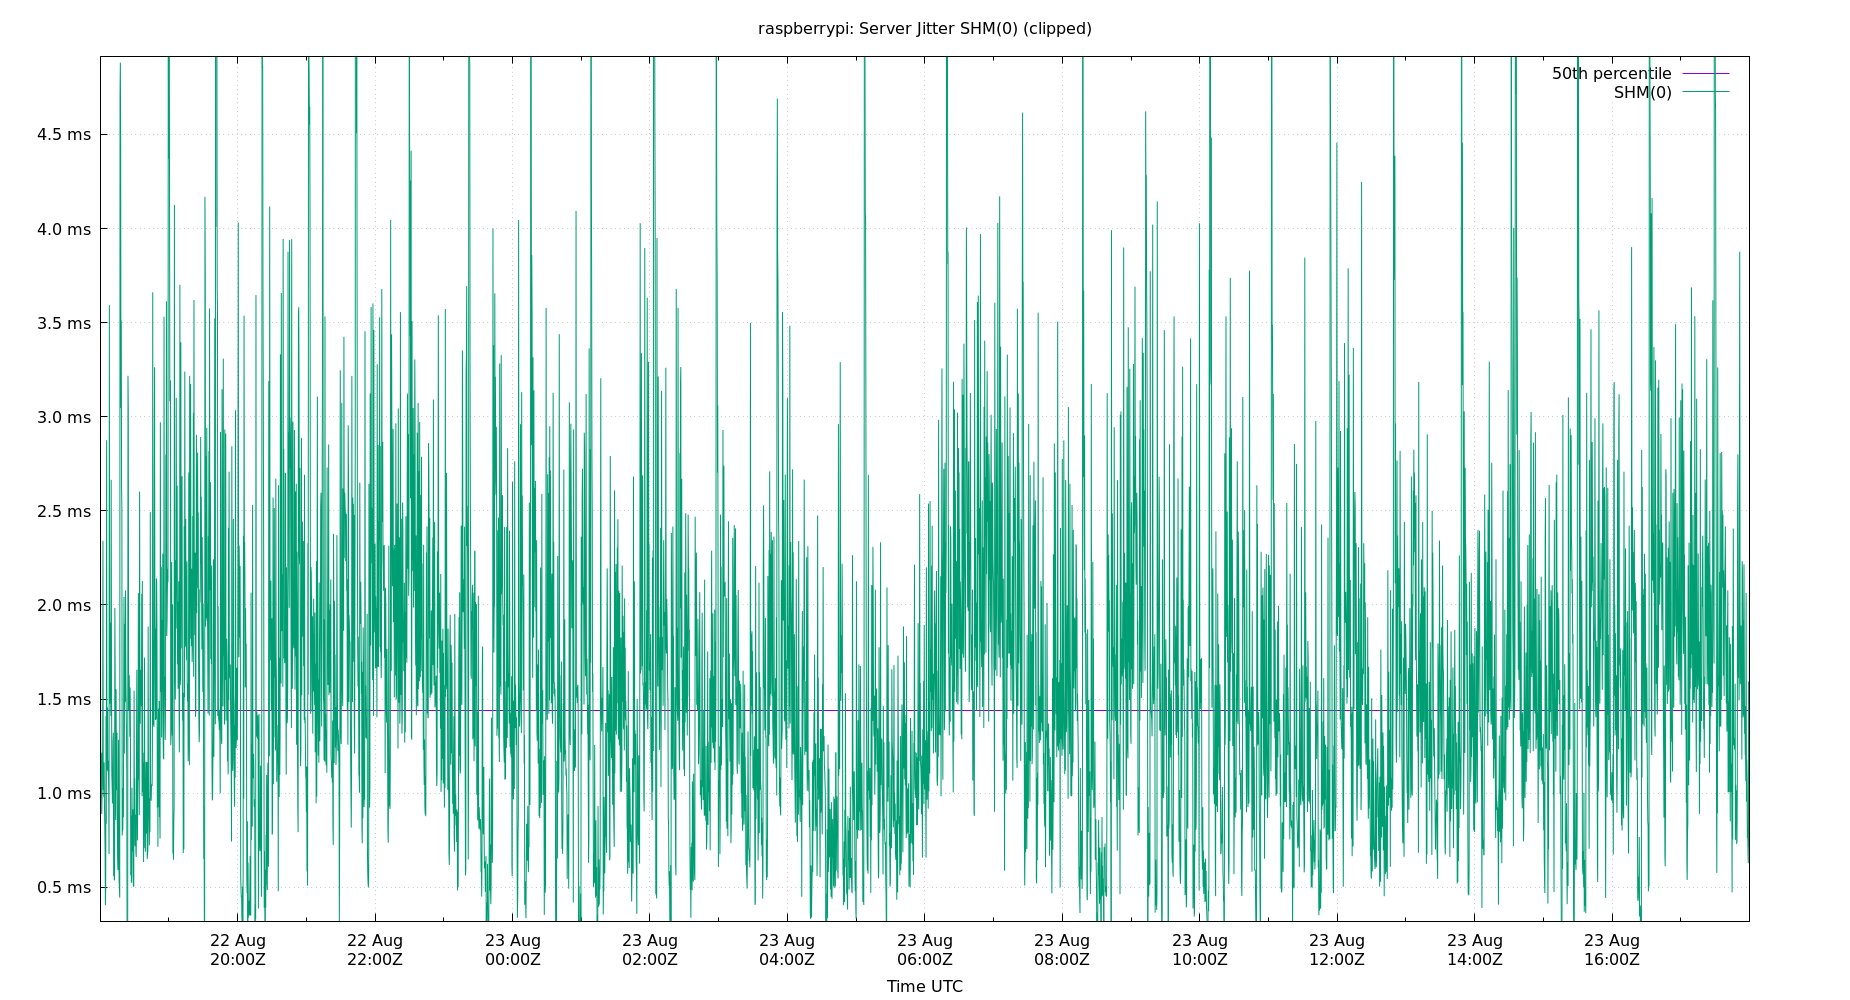 raspberrypi: Server Jitter SHM(0) (clipped)
50th percentile
SHM(0)
4.5 ms
4.0 ms
3.5 ms
3.0 ms
2.5 ms
2.0 ms
1.5 ms
1.0 ms
0.5 ms
22 Aug 22 Aug 23 Aug 23 Aug 23 Aug 23 Aug 23 Aug 23 Aug 23 Aug 23 Aug 23 Aug
20:00Z 22:00Z 00:00Z 02:00Z 04:00Z 06:00Z 08:00Z 10:00Z 12:00Z 14:00Z 16:00Z
Time UTC